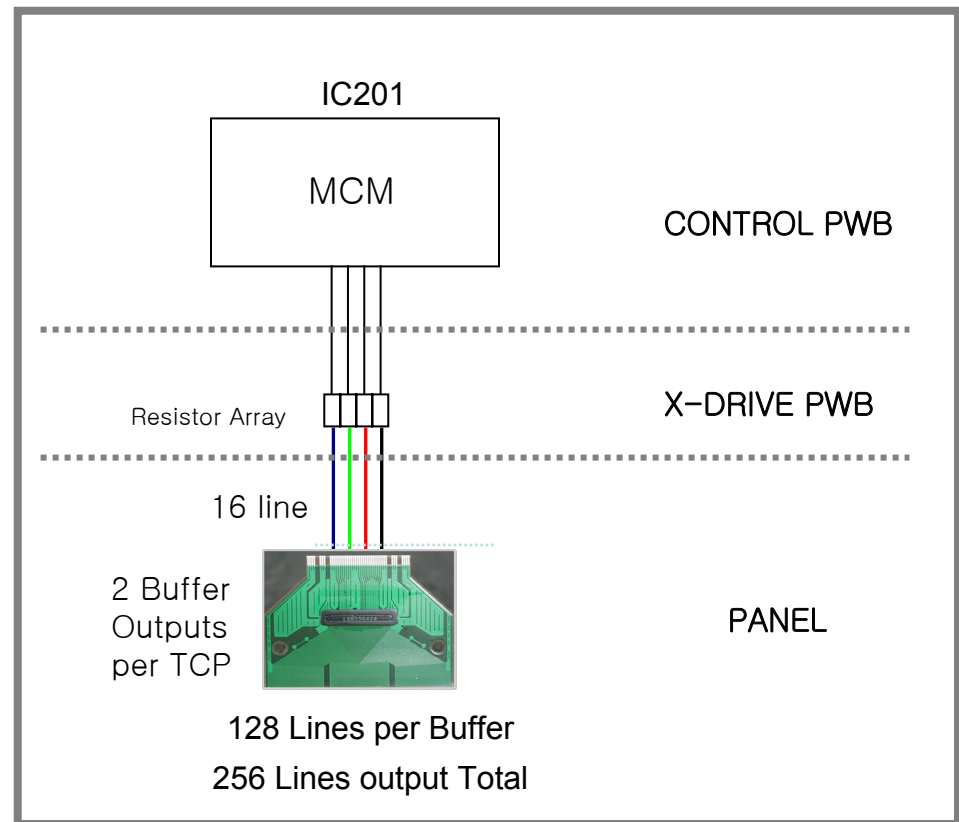 IC201
MCM
CONTROL PWB
Resistor Array
X-DRIVE PWB
16 line
2 Buffer
Outputs
per TCP
PANEL
128 Lines per Buffer
256 Lines output Total